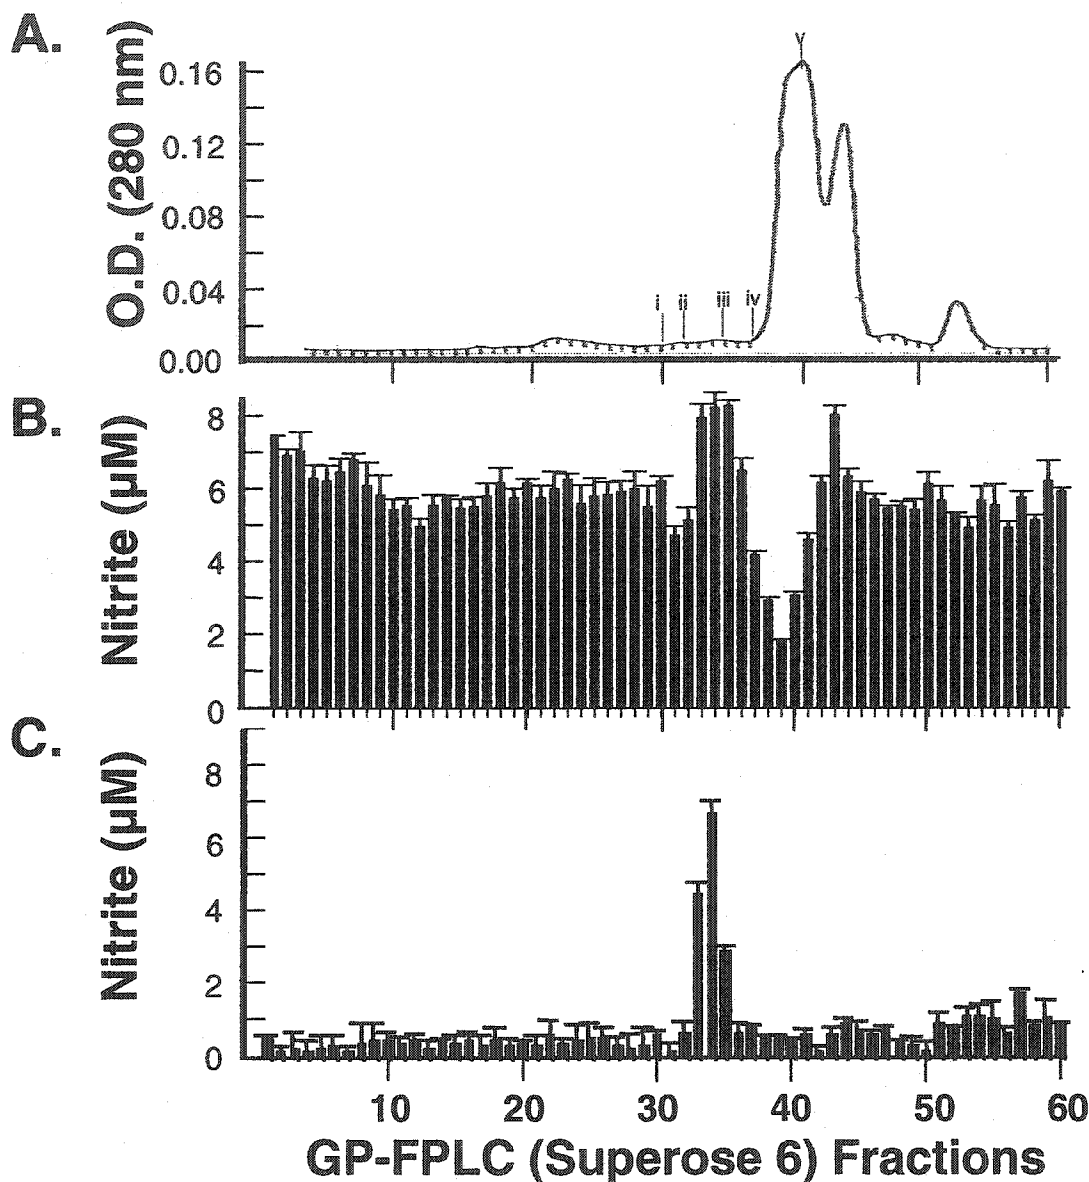 A.
O.D. (280 nm)
0.16
0.12
0.08
0.04
0.00
i ii iii iv v
B.
Nitrite (µM)
8
6
4
2
0
C.
Nitrite (µM)
8
6
4
2
0
10 20 30 40 50 60
GP-FPLC (Superose 6) Fractions